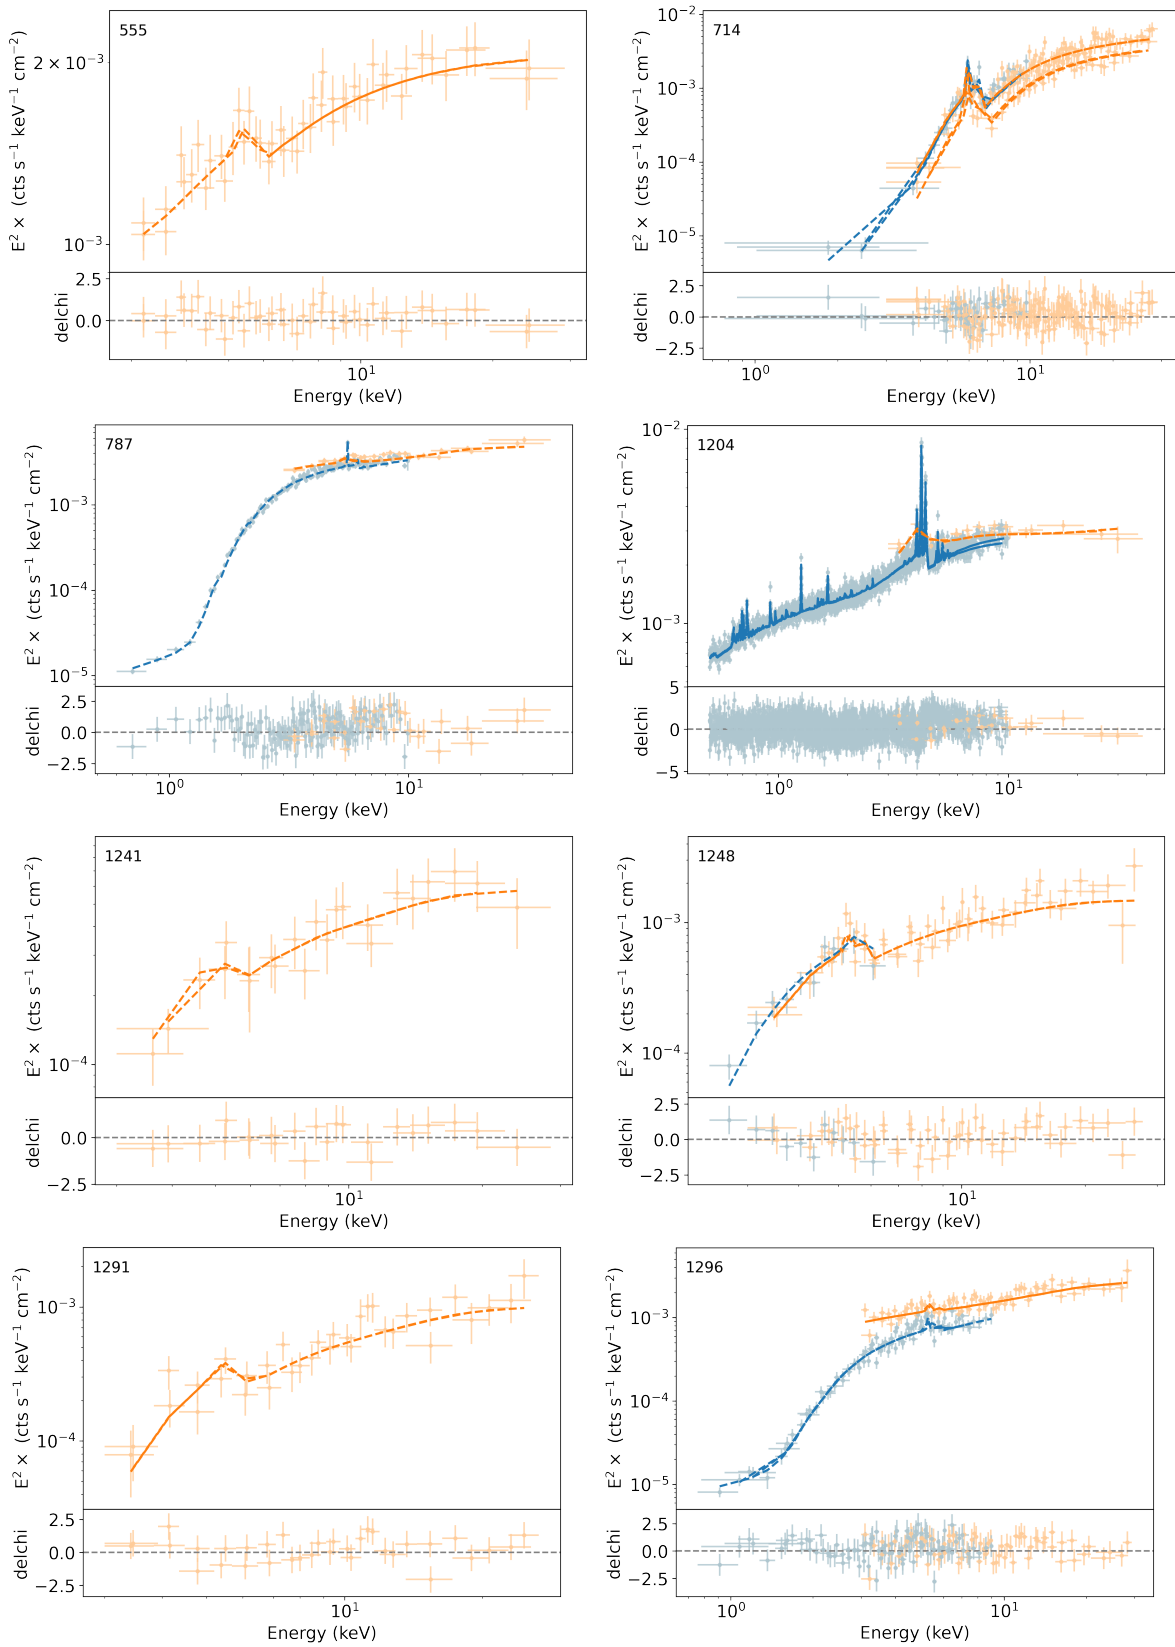 555
E² × (cts s⁻¹ keV⁻¹ cm⁻²)
2 × 10⁻³
10⁻³
delchi
2.5
0.0
10¹
Energy (keV)
714
E² × (cts s⁻¹ keV⁻¹ cm⁻²)
10⁻²
10⁻³
10⁻⁴
10⁻⁵
delchi
2.5
0.0
−2.5
10⁰ 10¹
Energy (keV)
787
E² × (cts s⁻¹ keV⁻¹ cm⁻²)
10⁻³
10⁻⁴
10⁻�5
delchi
2.5
0.0
−2.5
10⁰ 10¹
Energy (keV)
1204
E² × (cts s⁻¹ keV⁻¹ cm⁻²)
10⁻²
10⁻³
delchi
5
0
−5
10⁰ 10¹
Energy (keV)
1241
E² × (cts s⁻¹ keV⁻¹ cm⁻²)
10⁻⁴
delchi
0.0
−2.5
10¹
Energy (keV)
1248
E² × (cts s⁻¹ keV⁻¹ cm⁻²)
10⁻³
10⁻⁴
delchi
2.5
0.0
−2.5
10¹
Energy (keV)
1291
E² × (cts s⁻¹ keV⁻¹ cm⁻²)
10⁻³
10⁻⁴
delchi
2.5
0.0
−2.5
10¹
Energy (keV)
1296
E² × (cts s⁻¹ keV⁻¹ cm⁻²)
10⁻³
10⁻⁴
10⁻⁵
delchi
2.5
0.0
−2.5
10⁰ 10¹
Energy (keV)